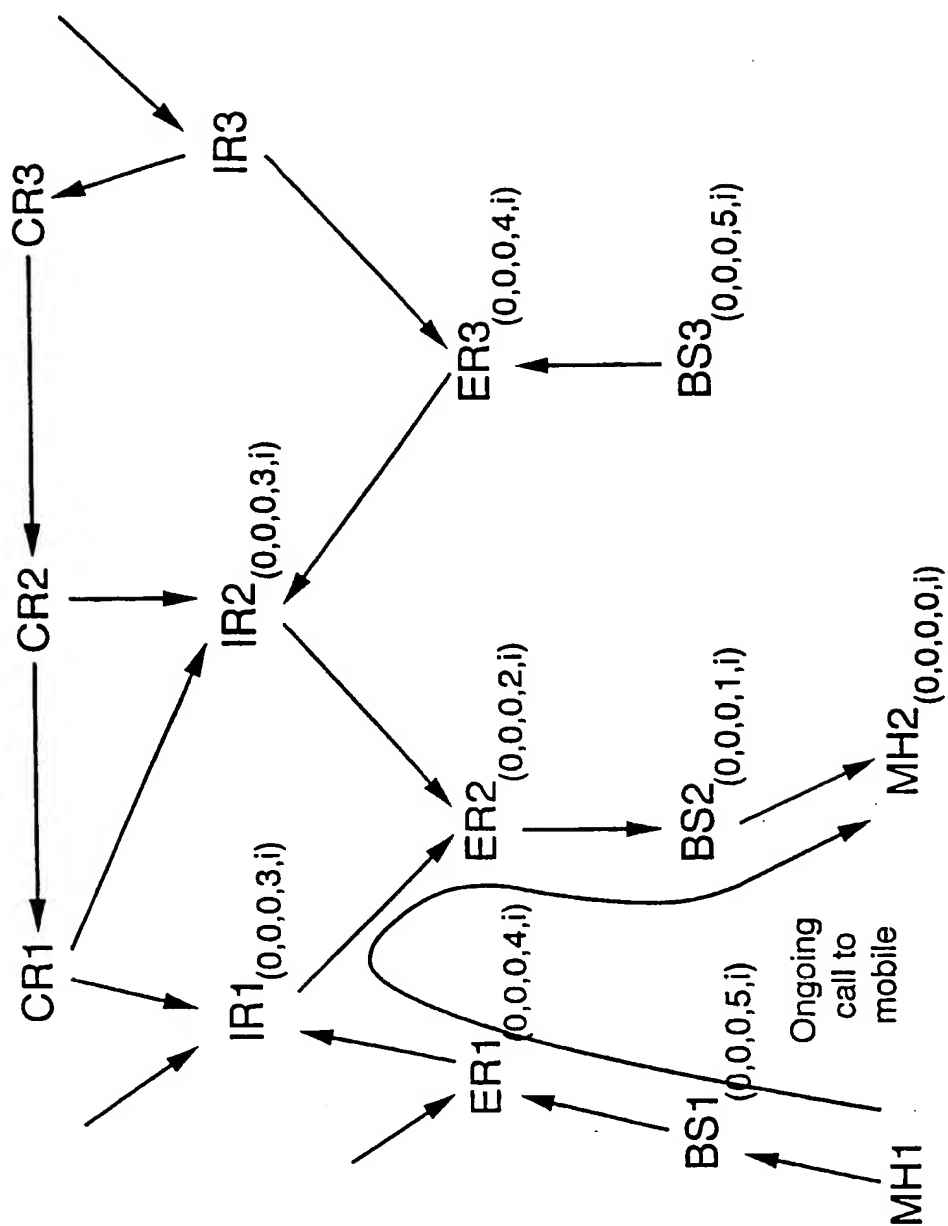 CR1
CR2
CR3
IR1(0,0,0,3,i)
IR2(0,0,0,3,i)
IR3
ER1(0,0,0,4,i)
ER2(0,0,0,2,i)
ER3(0,0,0,4,i)
BS1(0,0,0,5,i)
BS2(0,0,0,1,i)
BS3(0,0,0,5,i)
Ongoing
call to
mobile
MH1
MH2(0,0,0,0,i)